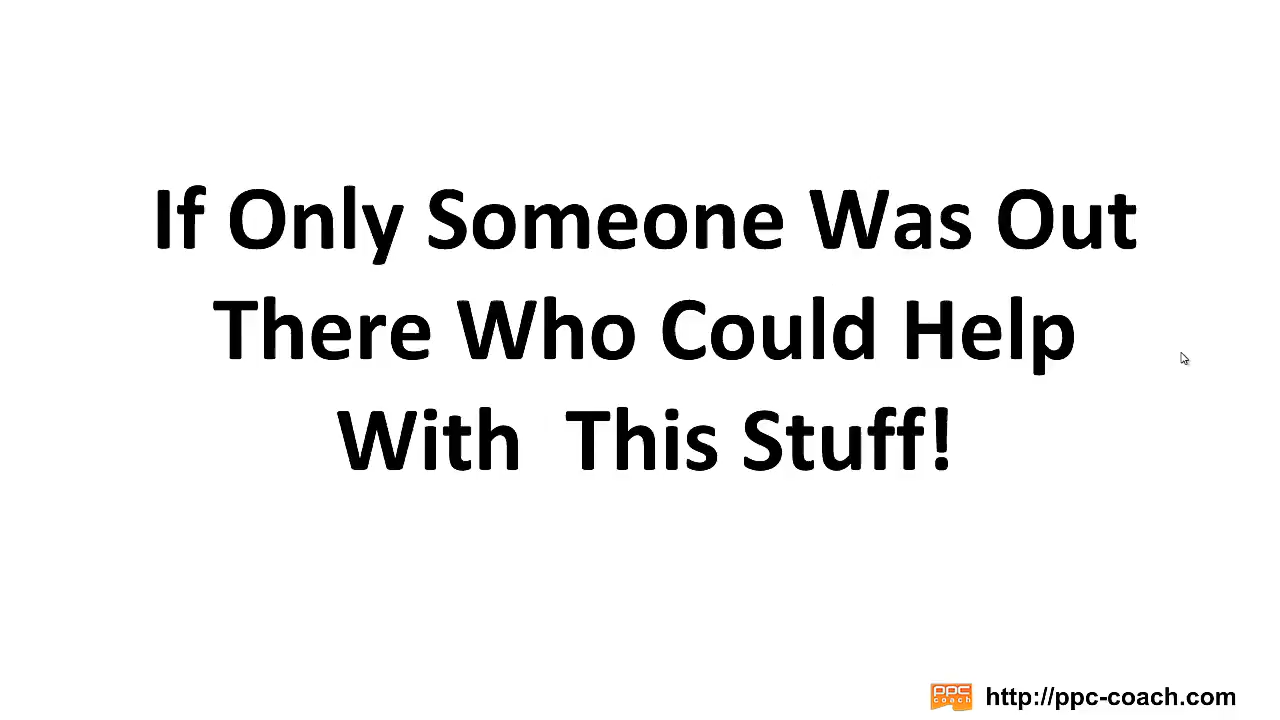 If Only Someone Was Out
There Who Could Help
With  This Stuff!
PPC
coach
http://ppc-coach.com